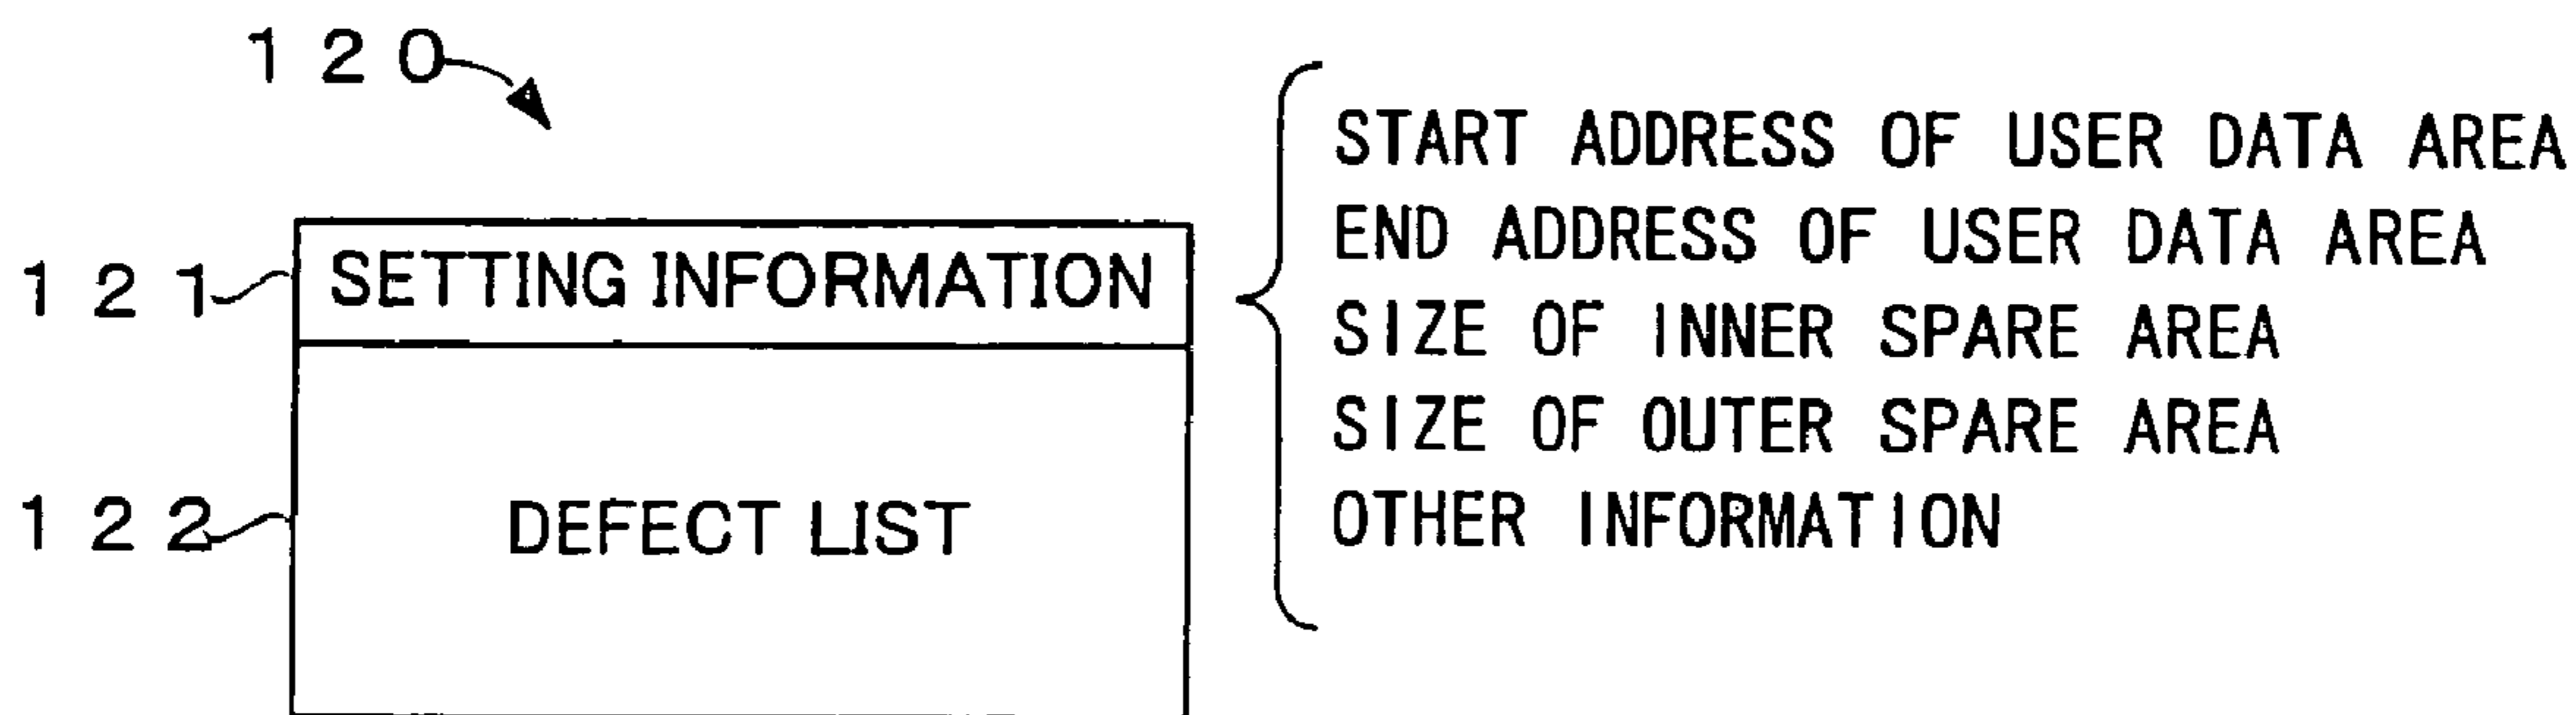 120
START ADDRESS OF USER DATA AREA
END ADDRESS OF USER DATA AREA
121 SETTING INFORMATION
SIZE OF INNER SPARE AREA
SIZE OF OUTER SPARE AREA
122 DEFECT LIST
OTHER INFORMATION